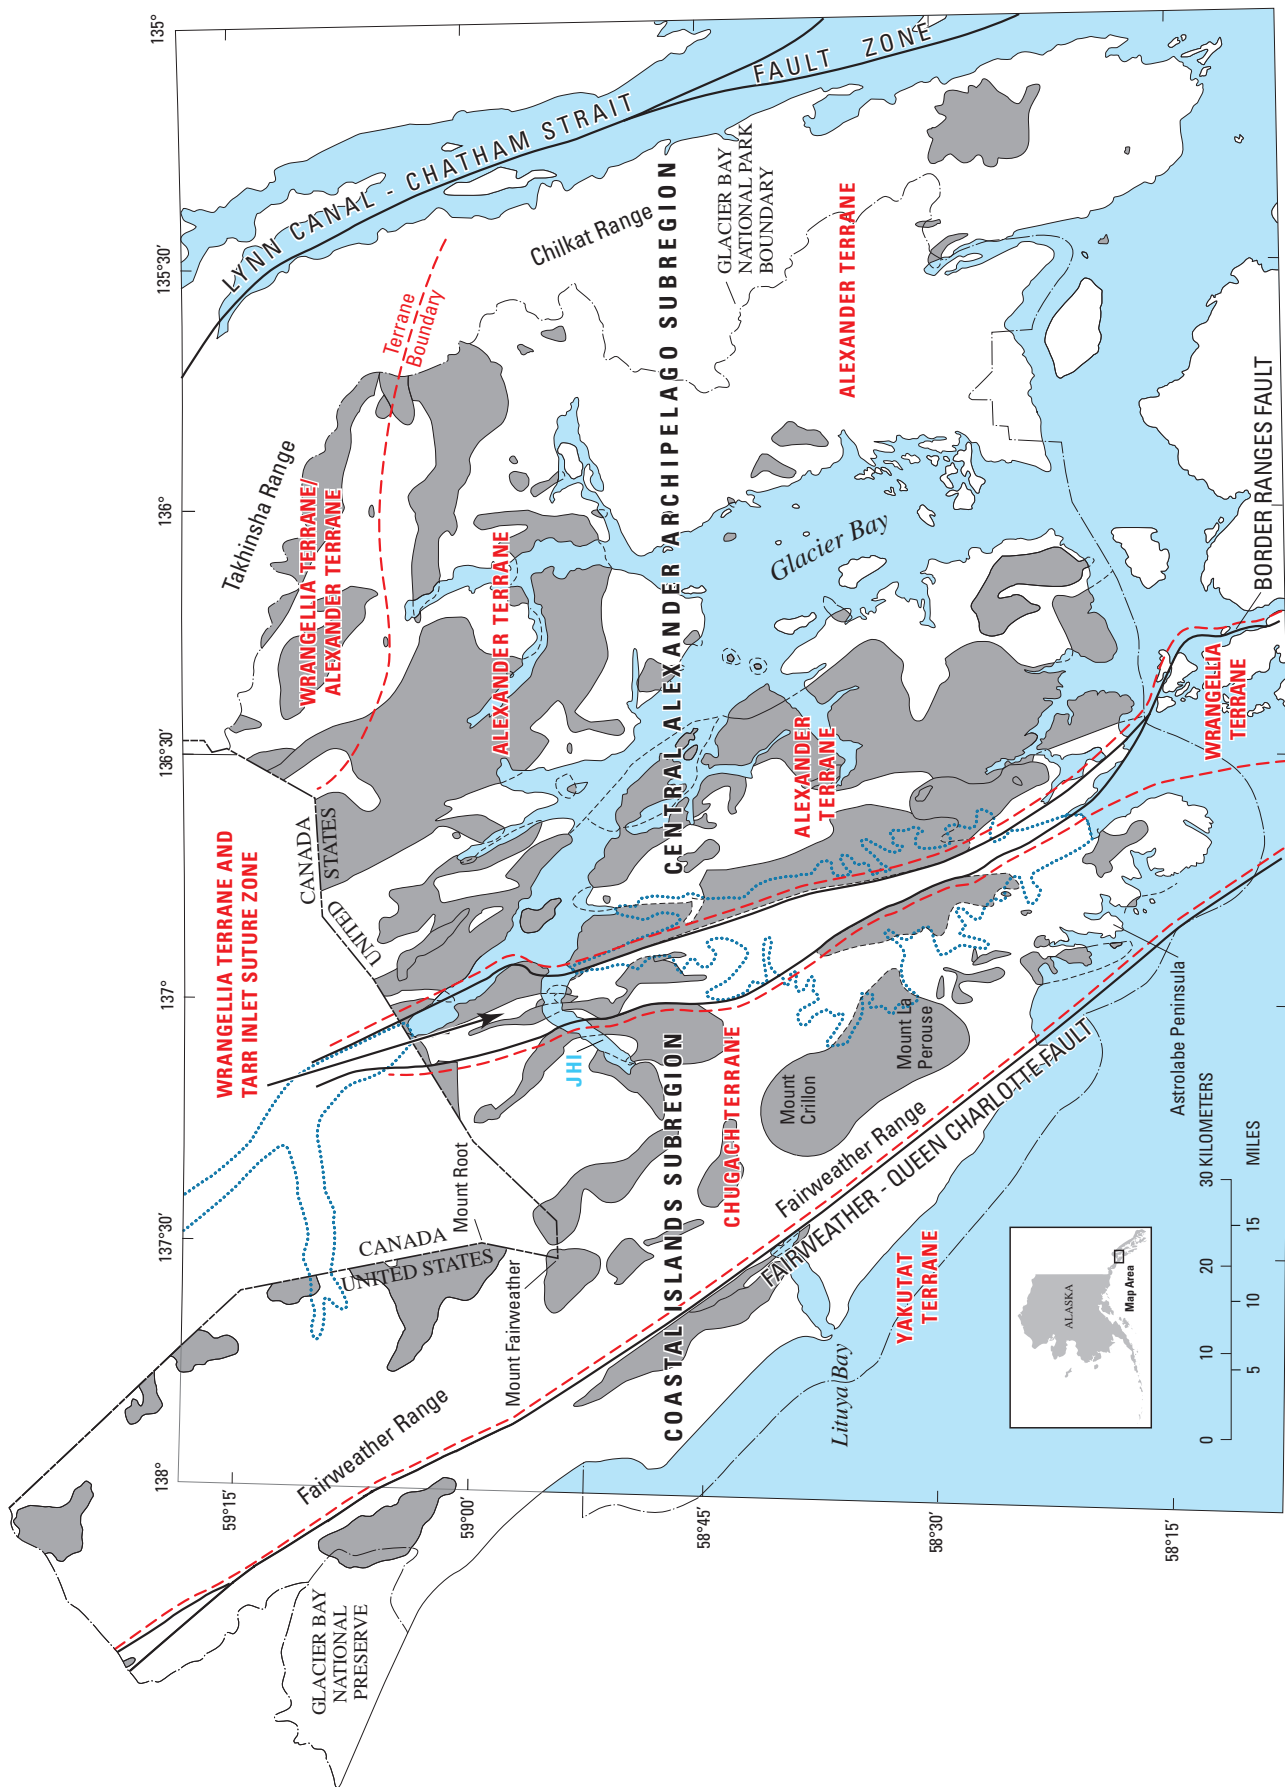 138°
137°30′
137°
136°30′
136°
135°30′
135°
59°15′
59°00′
58°45′
58°30′
58°15′
GLACIER BAY
NATIONAL
PRESERVE
Fairweather Range
Mount Fairweather
Mount Root
CANADA
UNITED STATES
WRANGELLIA TERRANE AND
TARR INLET SUTURE ZONE
CANADA
UNITED
STATES
WRANGELLIA TERRANE/
ALEXANDER TERRANE
Takhinsha Range
Terrane
Boundary
LYNN CANAL - CHATHAM STRAIT
FAULT ZONE
Chilkat Range
ALEXANDER TERRANE
JHI
COASTAL ISLANDS SUBREGION
CENTRAL ALEXANDER ARCHIPELAGO SUBREGION
GLACIER BAY
NATIONAL PARK
BOUNDARY
CHUGACH TERRANE
ALEXANDER
TERRANE
Glacier Bay
ALEXANDER TERRANE
Mount
Crillon
Mount La
Perouse
Fairweather Range
FAIRWEATHER - QUEEN CHARLOTTE FAULT
Lituya Bay
YAKUTAT
TERRANE
Astrolabe Peninsula
WRANGELLIA
TERRANE
BORDER RANGES FAULT
ALASKA
Map Area
0
10
20
30 KILOMETERS
5
10
15
MILES